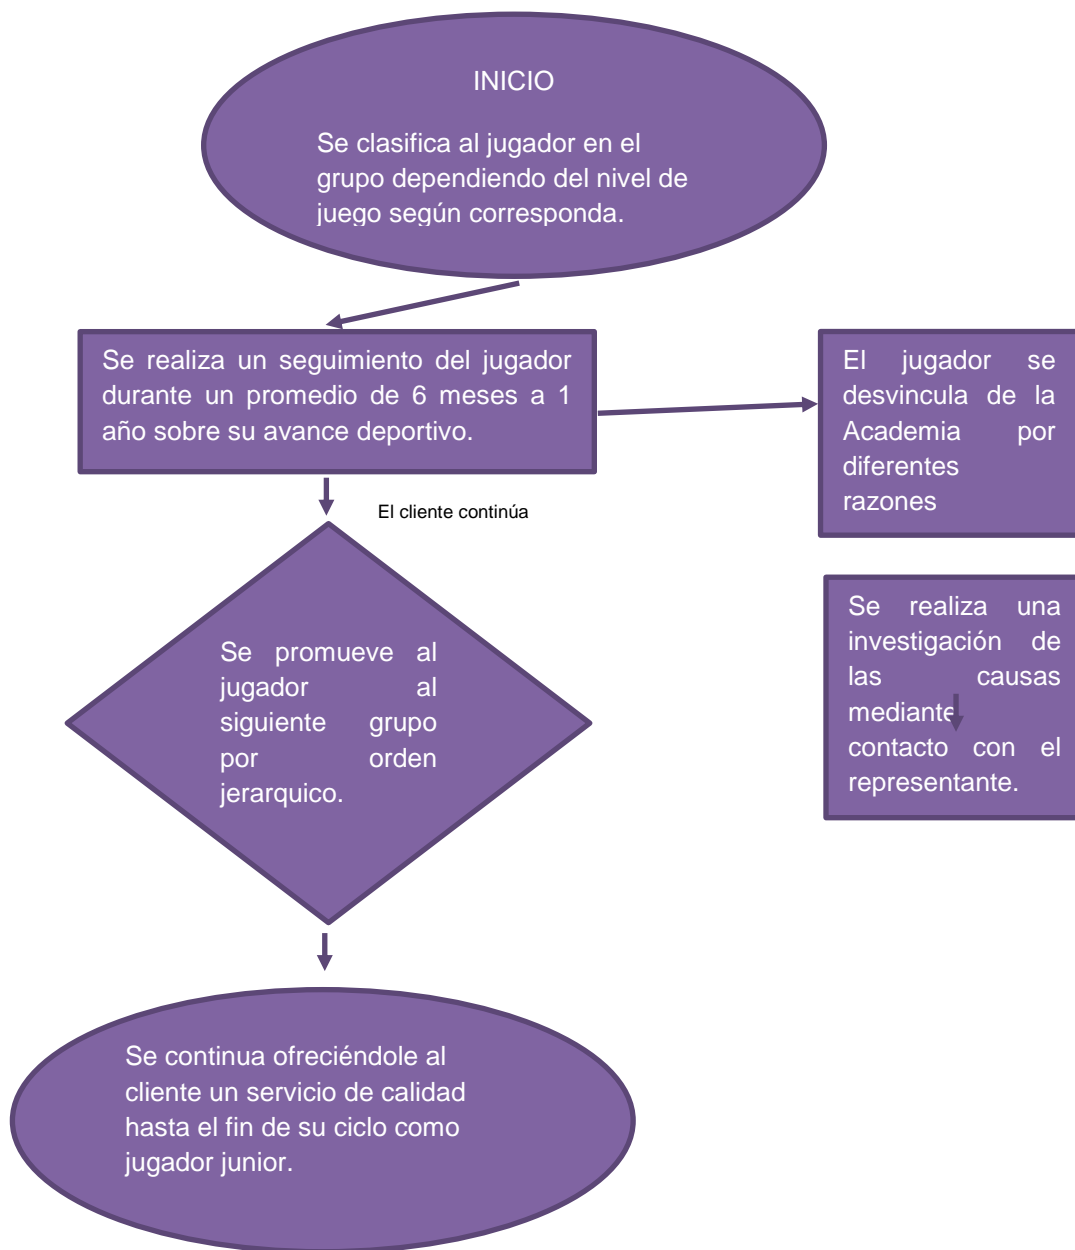 INICIO
Se clasifica al jugador en el
grupo dependiendo del nivel de
juego según corresponda.
Se realiza un seguimiento del jugador
durante un promedio de 6 meses a 1
año sobre su avance deportivo.
El jugador se
desvincula de la
Academia por
diferentes
razones
El cliente continúa
Se realiza una
investigación de
las causas
mediante
contacto con el
representante.
Se promueve al
jugador al
siguiente grupo
por orden
jerarquico.
Se continua ofreciéndole al
cliente un servicio de calidad
hasta el fin de su ciclo como
jugador junior.